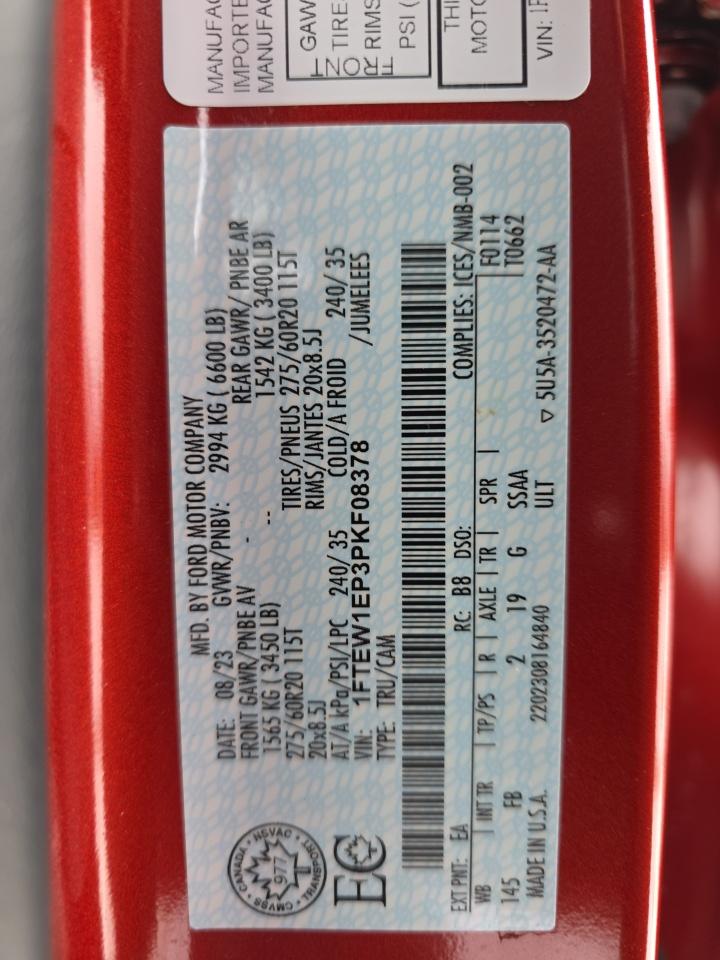 MANUFAC
IMPORTE
MANUFAC
GAW
TIRE
RIMS
PSI (
THI
MOTO
VIN: 1F
MFD. BY FORD MOTOR COMPANY
DATE: 08/23 GVWR/PNBV: 2994 KG ( 6600 LB)
FRONT GAWR/PNBE AV - REAR GAWR/ PNBE AR
1565 KG ( 3450 LB) -- 1542 KG ( 3400 LB)
275/60R20 115T TIRES/PNEUS 275/60R20 115T
20x8.5J RIMS/JANTES 20x8.5J
AT/A kPa/PSI/LPC 240/ 35 COLD/A FROID 240/ 35
VIN: 1FTEW1EP3PKF08378 /JUMELEES
TYPE: TRU/CAM
CANADA • NSVAC • TRANSPORT • CMVSS •
977
EC
EXT PNT: EA RC: B8 DSO: COMPLIES: ICES/NMB-002
WB | INT TR | TP/PS | R | AXLE | TR | SPR | F0114
T0662
145 FB 2 19 G SSAA
ULT
MADE IN U.S.A. 2202308164840 ▽ 5U5A-3520472-AA